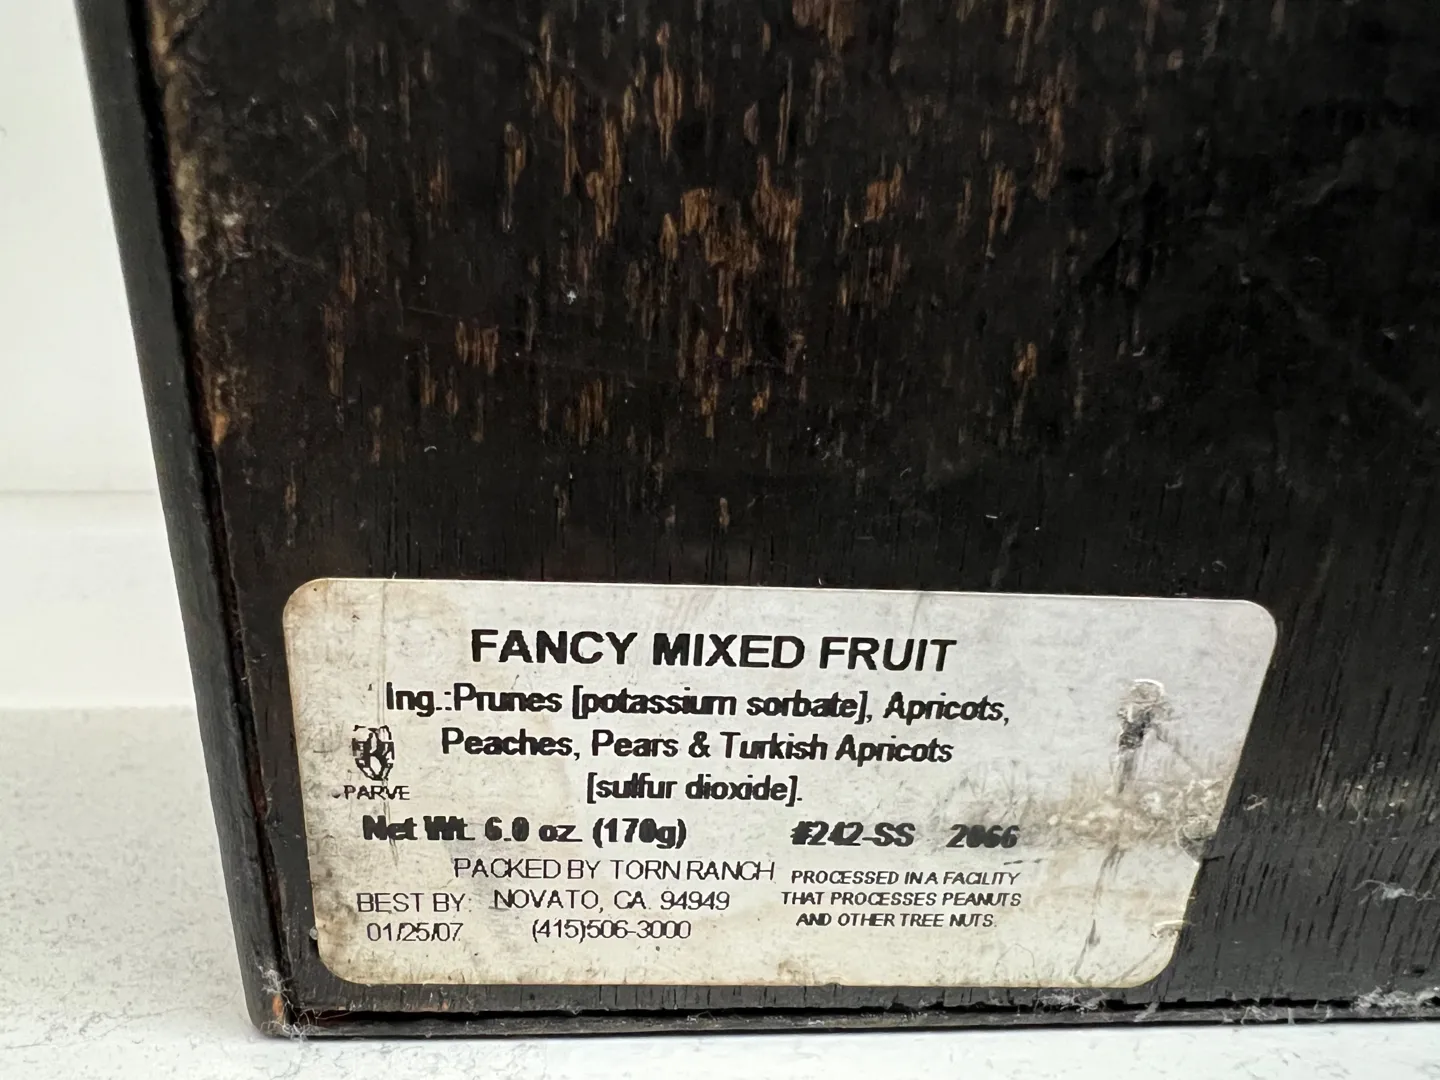 FANCY MIXED FRUIT
Ing.:Prunes [potassium sorbate], Apricots,
Peaches, Pears & Turkish Apricots
[sulfur dioxide].
PARVE
Net Wt. 6.0 oz. (170g) #242-SS 2066
PACKED BY TORN RANCH
NOVATO, CA 94949
(415)506-3000
BEST BY:
01/25/07
PROCESSED IN A FACILITY
THAT PROCESSES PEANUTS
AND OTHER TREE NUTS.